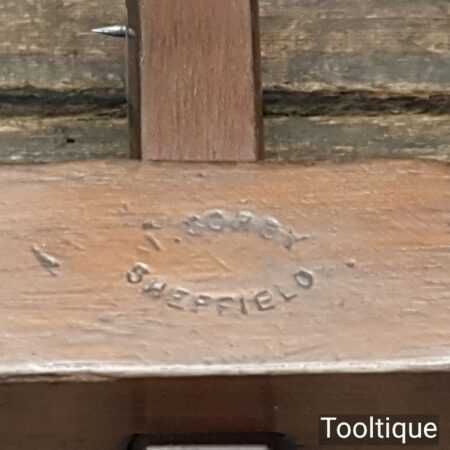 I. SORBY
SHEFFIELD
Tooltique